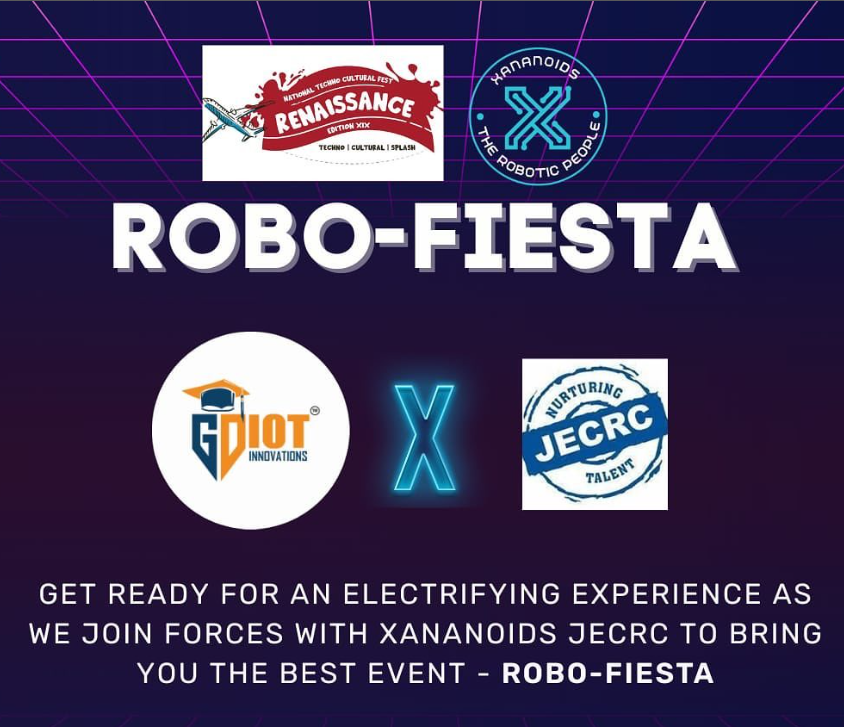 NATIONAL TECHNO CULTURAL FEST
RENAISSANCE
EDITION XIX
TECHNO | CULTURAL | SPLASH
XANANOIDS
X
THE ROBOTIC PEOPLE
ROBO-FIESTA
GDIOT
TM
INNOVATIONS
X
NURTURING
JECRC
TALENT
GET READY FOR AN ELECTRIFYING EXPERIENCE AS
WE JOIN FORCES WITH XANANOIDS JECRC TO BRING
YOU THE BEST EVENT - ROBO-FIESTA